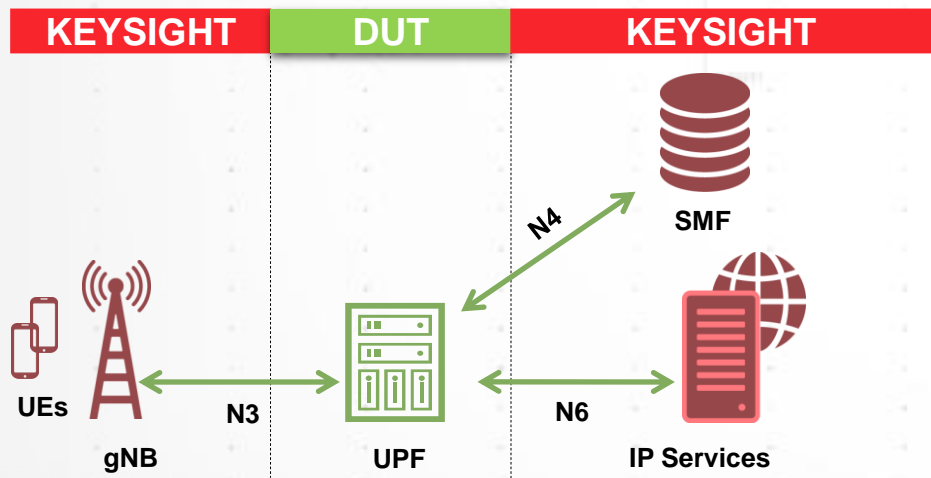 KEYSIGHT
DUT
KEYSIGHT
N4
SMF
UEs
N3
N6
gNB
UPF
IP Services